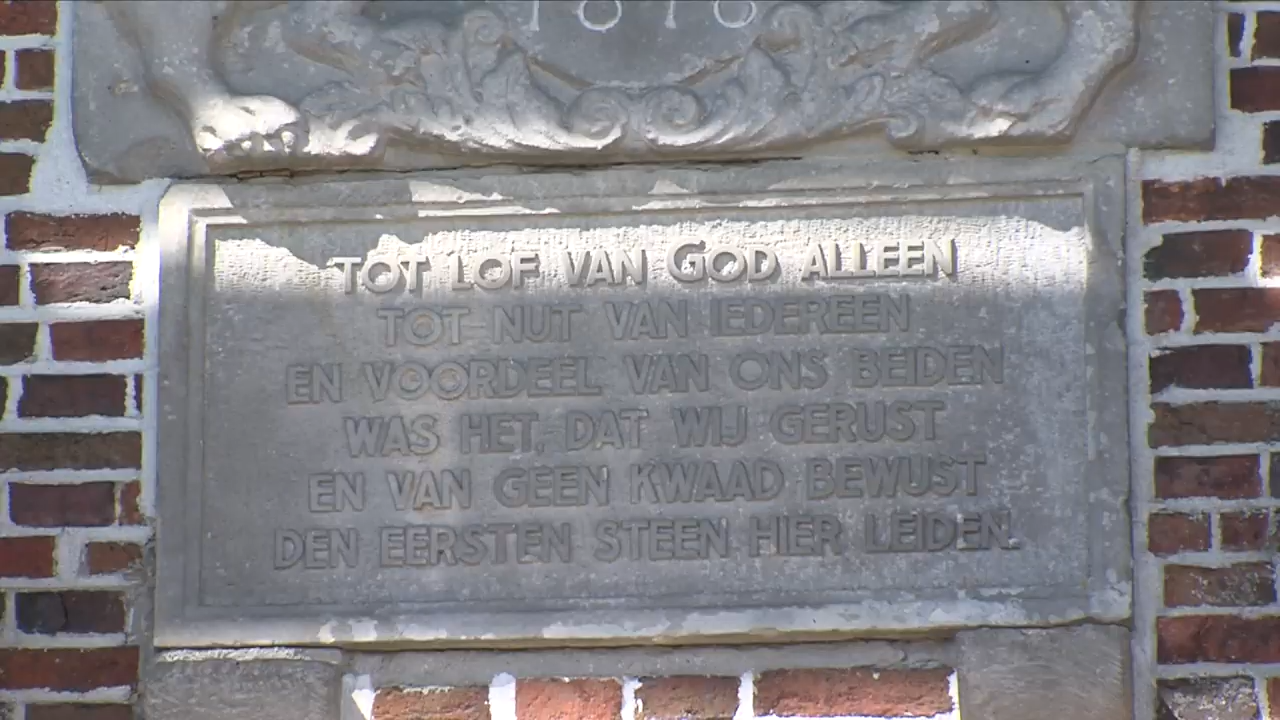 TOT LOF VAN GOD ALLEEN
TOT NUT VAN IEDEREEN
EN VOORDEEL VAN ONS BEIDEN
WAS HET, DAT WIJ GERUST
EN VAN GEEN KWAAD BEWUST
DEN EERSTEN STEEN HIER LEIDEN.